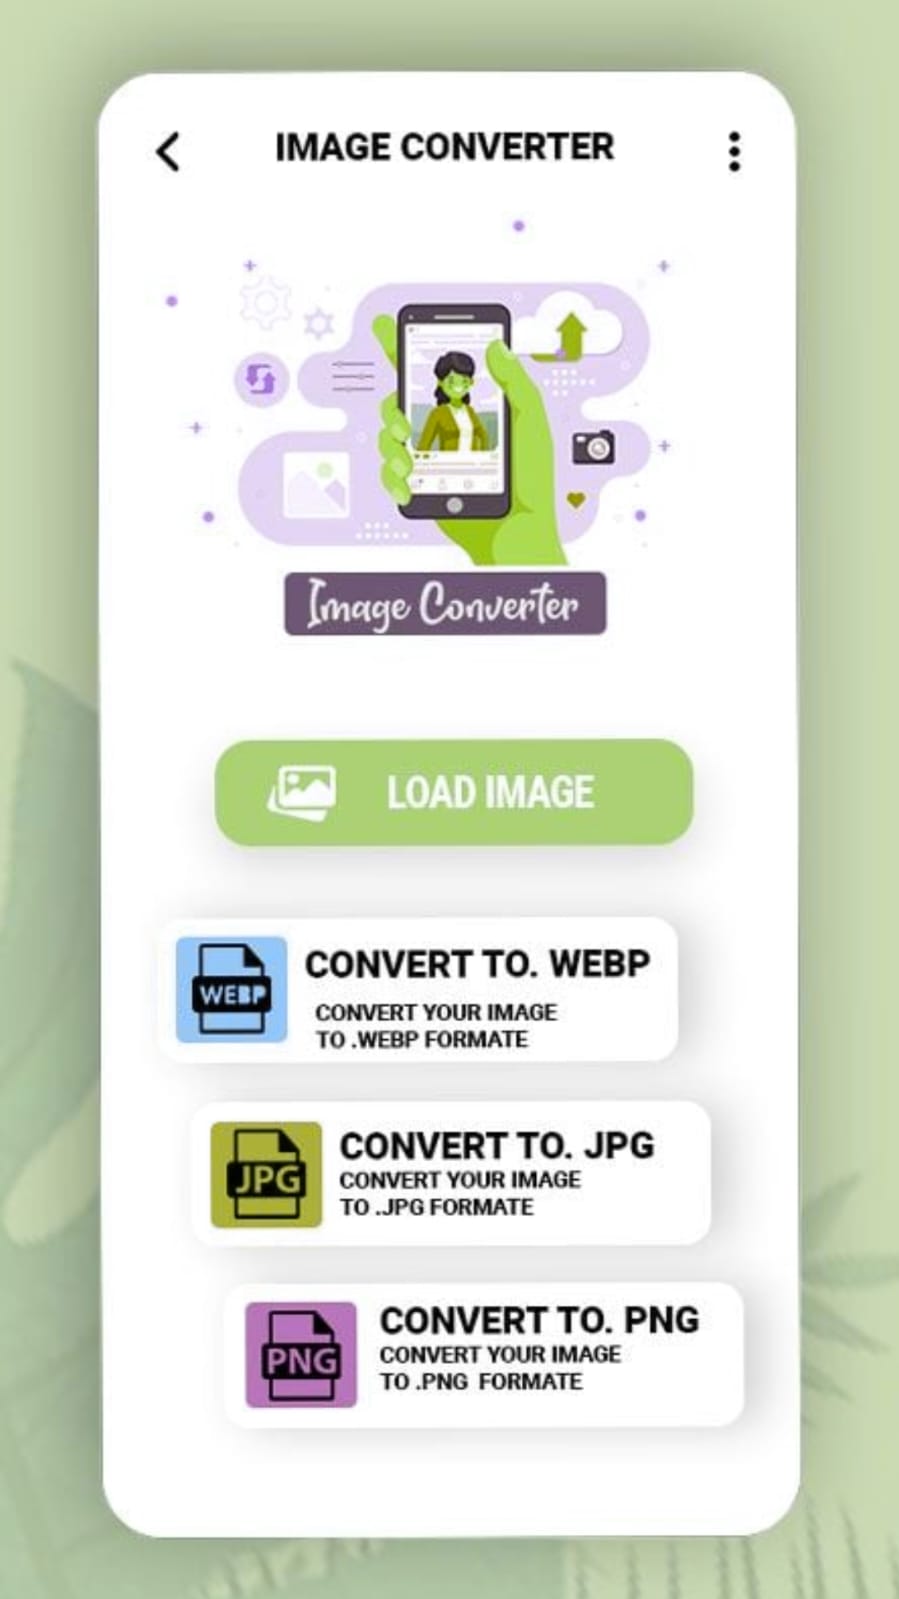 IMAGE CONVERTER
Image Converter
LOAD IMAGE
WEBP
CONVERT TO. WEBP
CONVERT YOUR IMAGE
TO .WEBP FORMATE
JPG
CONVERT TO. JPG
CONVERT YOUR IMAGE
TO .JPG FORMATE
PNG
CONVERT TO. PNG
CONVERT YOUR IMAGE
TO .PNG FORMATE